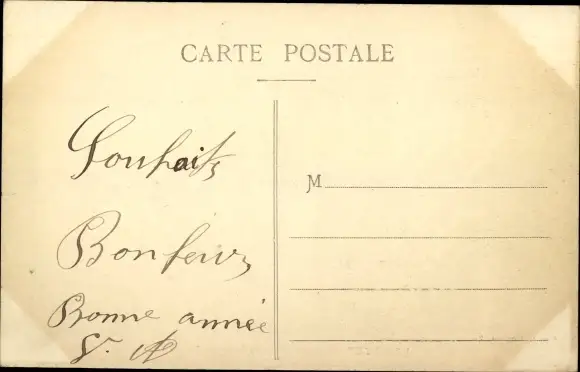 CARTE POSTALE
Souhaits
M
Bonheur
Bonne année